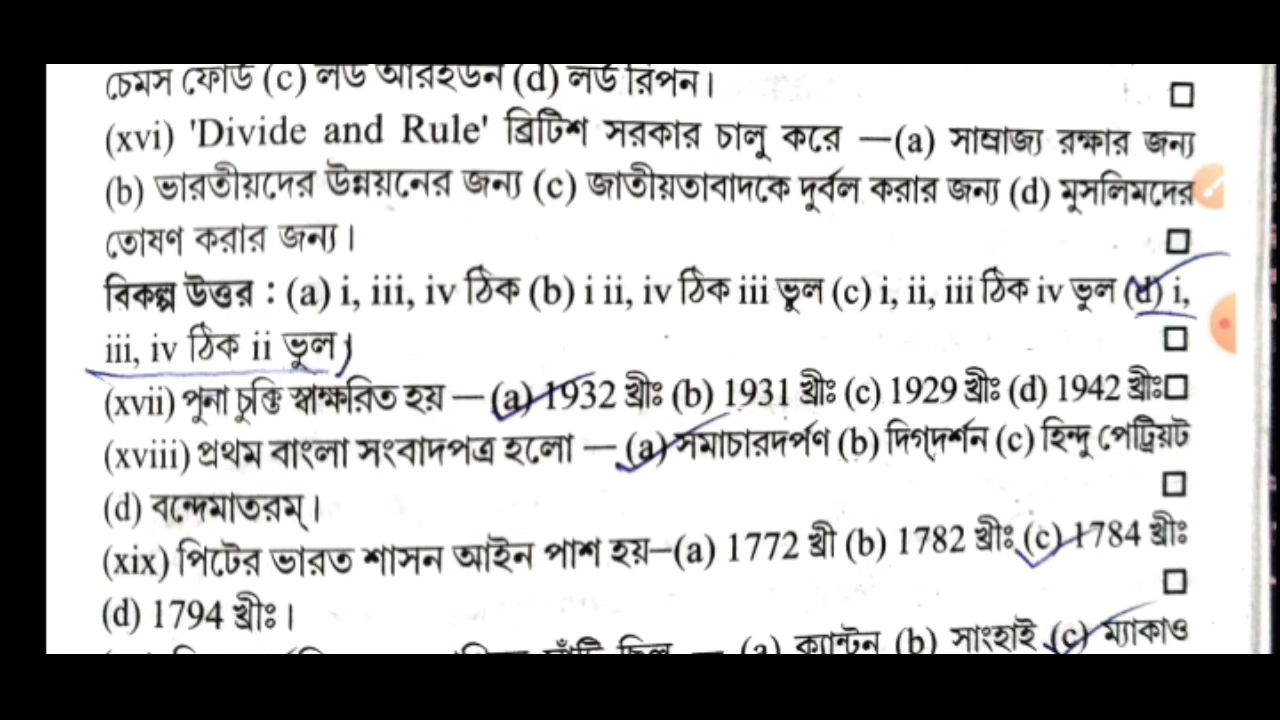 চেমস ফোর্ড (c) লর্ড আরইউন (d) লর্ড রিপন।
(xvi) 'Divide and Rule' ব্রিটিশ সরকার চালু করে —(a) সাম্রাজ্য রক্ষার জন্য
(b) ভারতীয়দের উন্নয়নের জন্য (c) জাতীয়তাবাদকে দুর্বল করার জন্য (d) মুসলিমদের
তোষণ করার জন্য।
বিকল্প উত্তর : (a) i, iii, iv ঠিক (b) i ii, iv ঠিক iii ভুল (c) i, ii, iii ঠিক iv ভুল (d) i,
iii, iv ঠিক ii ভুল)
(xvii) পুনা চুক্তি স্বাক্ষরিত হয় — (a) 1932 খ্রীঃ (b) 1931 খ্রীঃ (c) 1929 খ্রীঃ (d) 1942 খ্রীঃ
(xviii) প্রথম বাংলা সংবাদপত্র হলো — (a) সমাচারদর্পণ (b) দিগ্‌দর্শন (c) হিন্দু পেট্রিয়ট
(d) বন্দেমাতরম্।
(xix) পিটের ভারত শাসন আইন পাশ হয়–(a) 1772 খ্রী (b) 1782 খ্রীঃ (c) 1784 খ্রীঃ
(d) 1794 খ্রীঃ।
ঘাঁটি ছিল — (a) ক্যান্টন (b) সাংহাই (c) ম্যাকাও